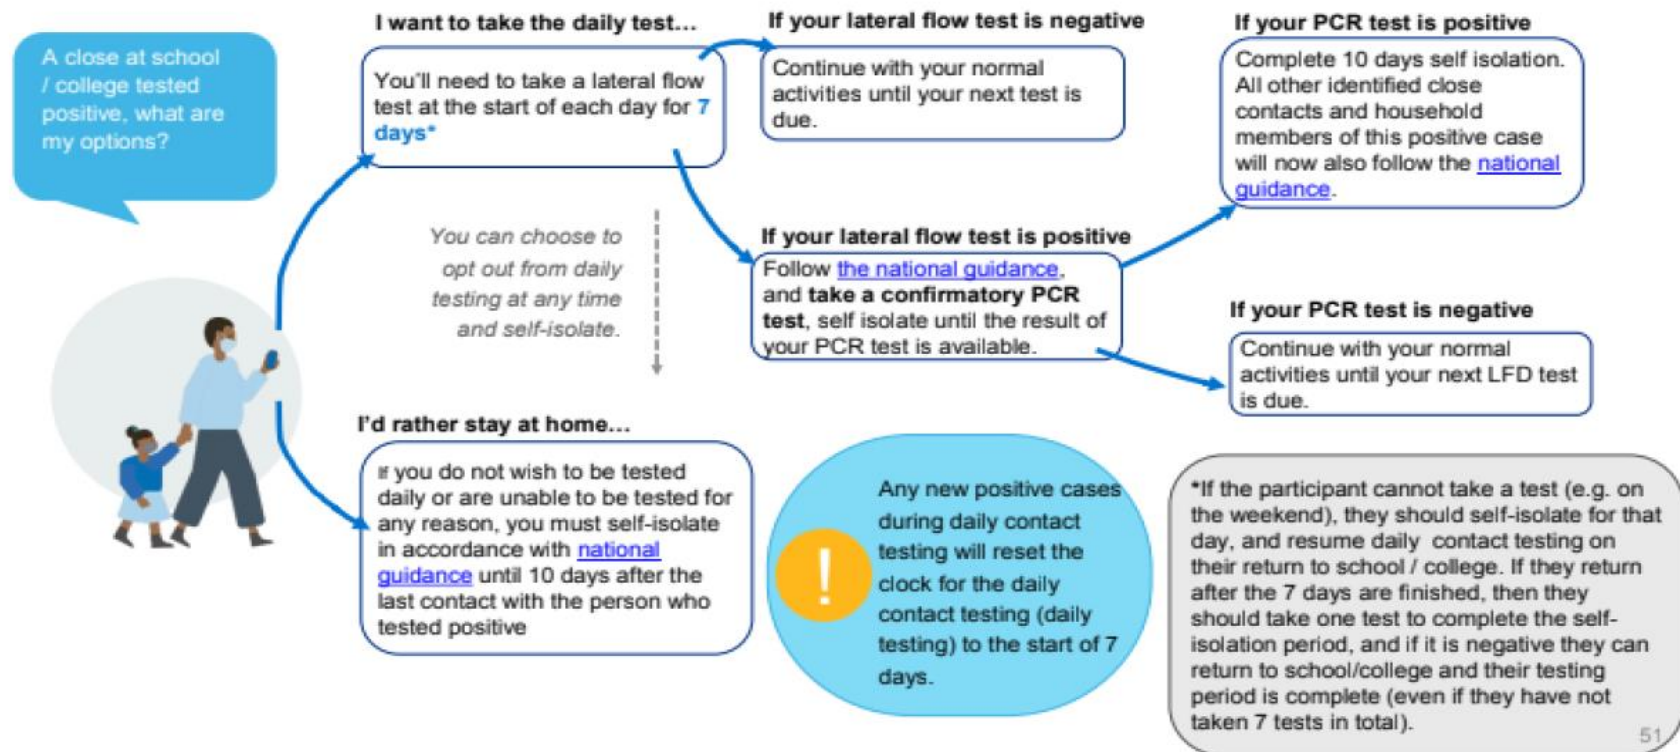 A close at school
/ college tested
positive, what are
my options?
I want to take the daily test...
You'll need to take a lateral flow
test at the start of each day for 7
days*
If your lateral flow test is negative
Continue with your normal
activities until your next test is
due.
If your PCR test is positive
Complete 10 days self isolation.
All other identified close
contacts and household
members of this positive case
will now also follow the national
guidance.
You can choose to
opt out from daily
testing at any time
and self-isolate.
If your lateral flow test is positive
Follow the national guidance,
and take a confirmatory PCR
test, self isolate until the result of
your PCR test is available.
If your PCR test is negative
Continue with your normal
activities until your next LFD test
is due.
I'd rather stay at home...
If you do not wish to be tested
daily or are unable to be tested for
any reason, you must self-isolate
in accordance with national
guidance until 10 days after the
last contact with the person who
tested positive
!
Any new positive cases
during daily contact
testing will reset the
clock for the daily
contact testing (daily
testing) to the start of 7
days.
*If the participant cannot take a test (e.g. on
the weekend), they should self-isolate for that
day, and resume daily contact testing on
their return to school / college. If they return
after the 7 days are finished, then they
should take one test to complete the self-
isolation period, and if it is negative they can
return to school/college and their testing
period is complete (even if they have not
taken 7 tests in total).
51